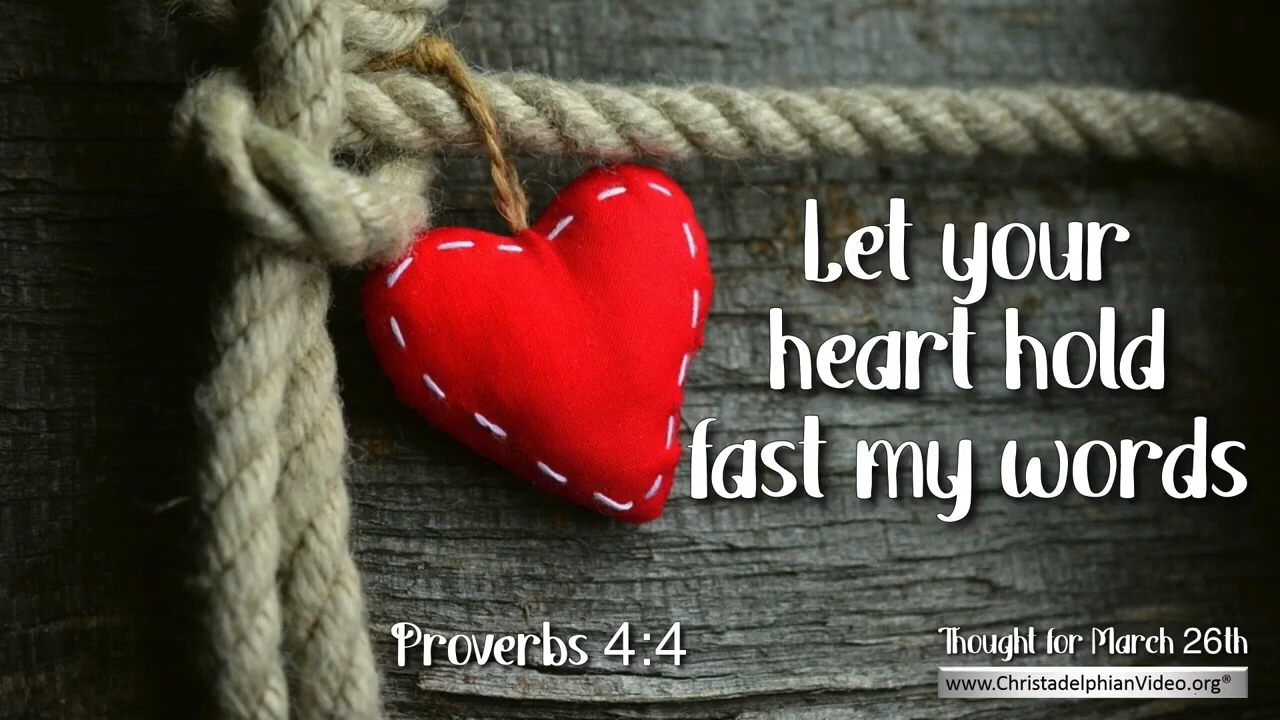 Let your
heart hold
fast my words
Proverbs 4:4
Thought for March 26th
www.ChristadelphianVideo.org®